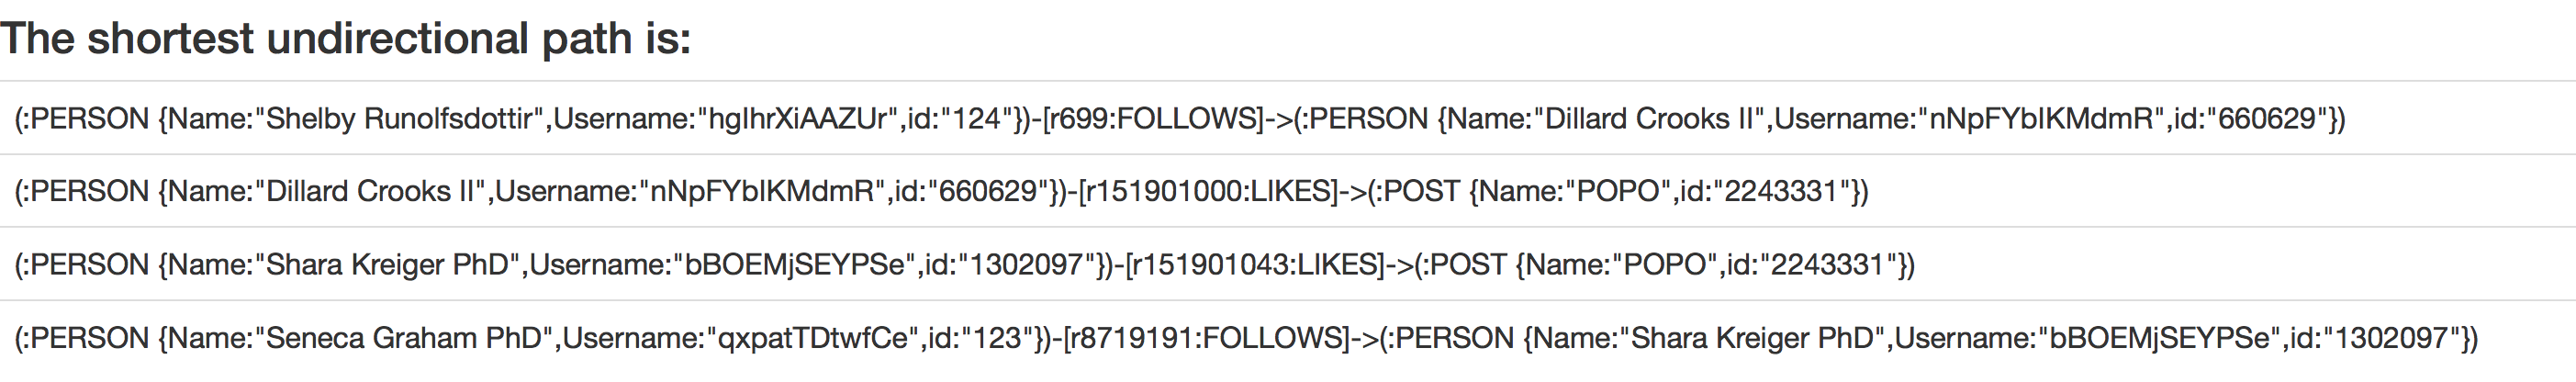 The shortest undirectional path is:
(:PERSON {Name:"Shelby Runolfsdottir",Username:"hglhrXiAAZUr",id:"124"})-[r699:FOLLOWS]->(:PERSON {Name:"Dillard Crooks II",Username:"nNpFYbIKMdmR",id:"660629"})
(:PERSON {Name:"Dillard Crooks II",Username:"nNpFYbIKMdmR",id:"660629"})-[r151901000:LIKES]->(:POST {Name:"POPO",id:"2243331"})
(:PERSON {Name:"Shara Kreiger PhD",Username:"bBOEMjSEYPSe",id:"1302097"})-[r151901043:LIKES]->(:POST {Name:"POPO",id:"2243331"})
(:PERSON {Name:"Seneca Graham PhD",Username:"qxpatTDtwfCe",id:"123"})-[r8719191:FOLLOWS]->(:PERSON {Name:"Shara Kreiger PhD",Username:"bBOEMjSEYPSe",id:"1302097"})